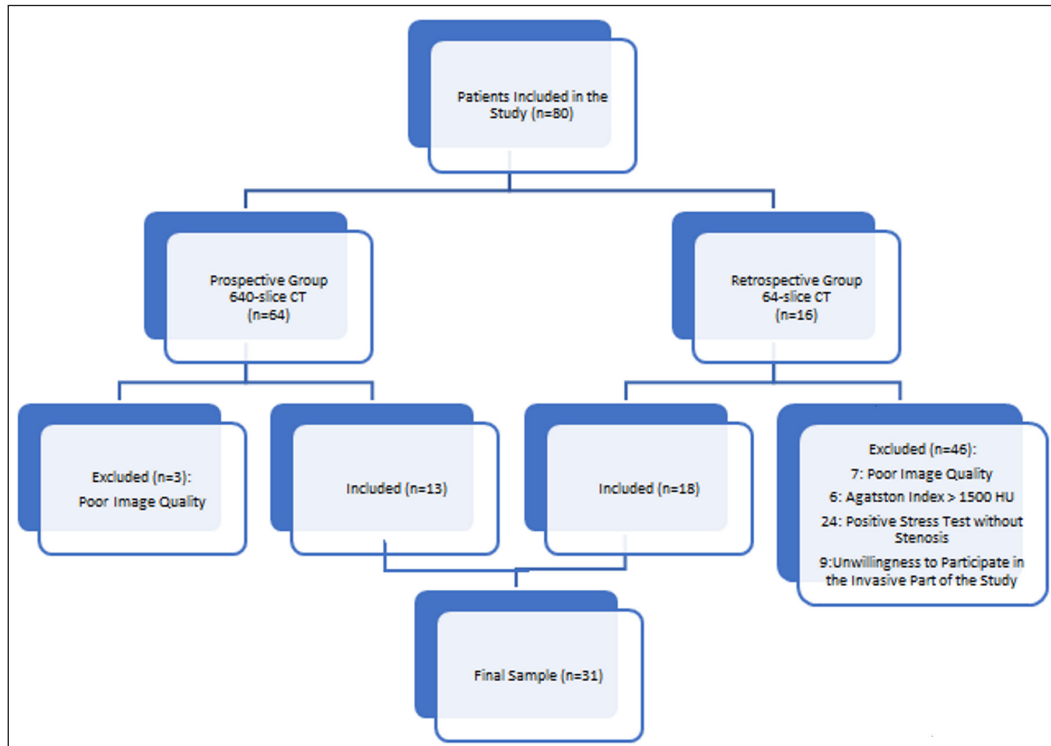 Patients Included in the
Study (n=80)
Prospective Group
640-slice CT
(n=64)
Retrospective Group
64-slice CT
(n=16)
Excluded (n=3):
Poor Image Quality
Included (n=13)
Included (n=18)
Excluded (n=46):
7: Poor Image Quality
6: Agatston Index > 1500 HU
24: Positive Stress Test without
Stenosis
9:Unwillingness to Participate in
the Invasive Part of the Study
Final Sample (n=31)